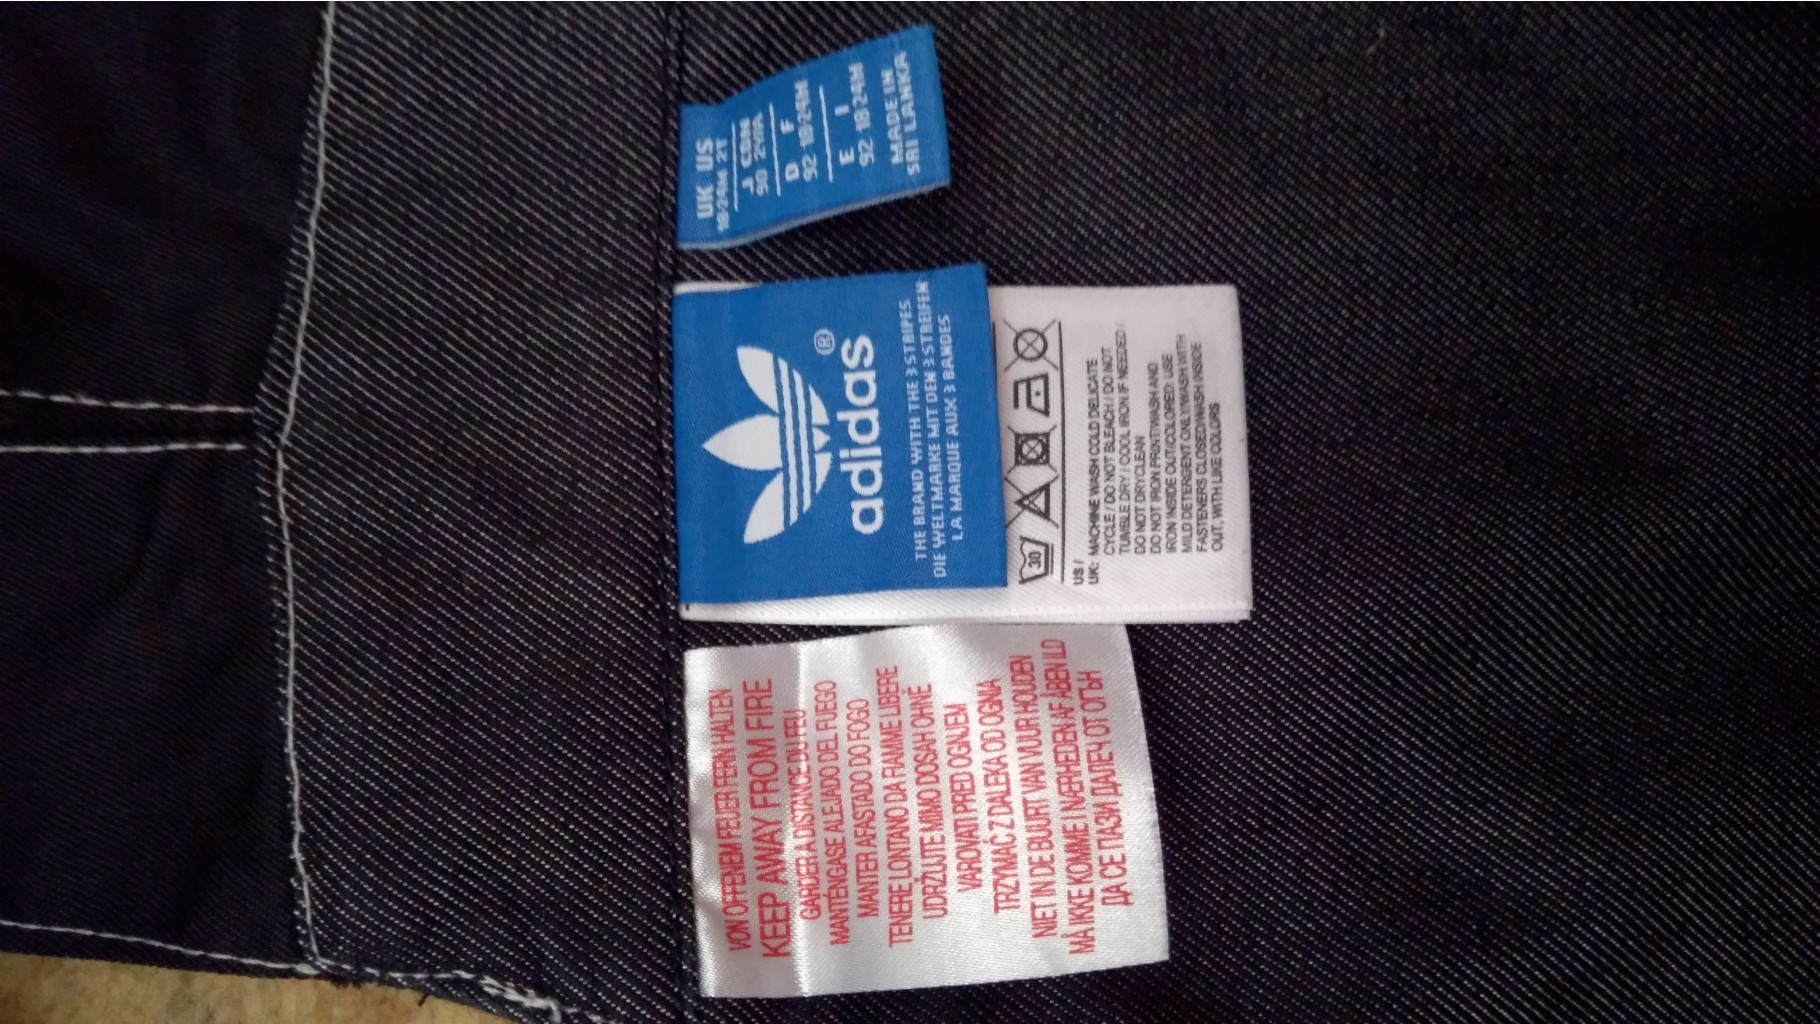 UK US
18-24M 2T
J CDN
90 2YRA
D F
92 18-24M
E I
92 18-24M
MADE IN
SRI LANKA
adidas®
THE BRAND WITH THE 3 STRIPES
DIE WELTMARKE MIT DEN 3 STREIFEN
LA MARQUE AUX 3 BANDES
30
US /
UK: MACHINE WASH COLD DELICATE
CYCLE / DO NOT BLEACH / DO NOT
TUMBLE DRY / COOL IRON IF NEEDED /
DO NOT DRYCLEAN
DO NOT IRON PRINT/WASH AND
IRON INSIDE OUT/COLORED: USE
MILD DETERGENT ONLY/WASH WITH
FASTENERS CLOSED/WASH INSIDE
OUT, WITH LIKE COLORS
VON OFFENEM FEUER FERN HALTEN
KEEP AWAY FROM FIRE
GARDER A DISTANCE DU FEU
MANTÉNGASE ALEJADO DEL FUEGO
MANTER AFASTADO DO FOGO
TENERE LONTANO DA FIAMME LIBERE
UDRŽUJTE MIMO DOSAH OHNĚ
VAROVATI PRED OGNJEM
TRZYMAĆ Z DALEKA OD OGNIA
NIET IN DE BUURT VAN VUUR HOUDEN
MÅ IKKE KOMME I NÆRHEDEN AF ÅBEN ILD
ДА СЕ ПАЗИ ДАЛЕЧ ОТ ОГЪН